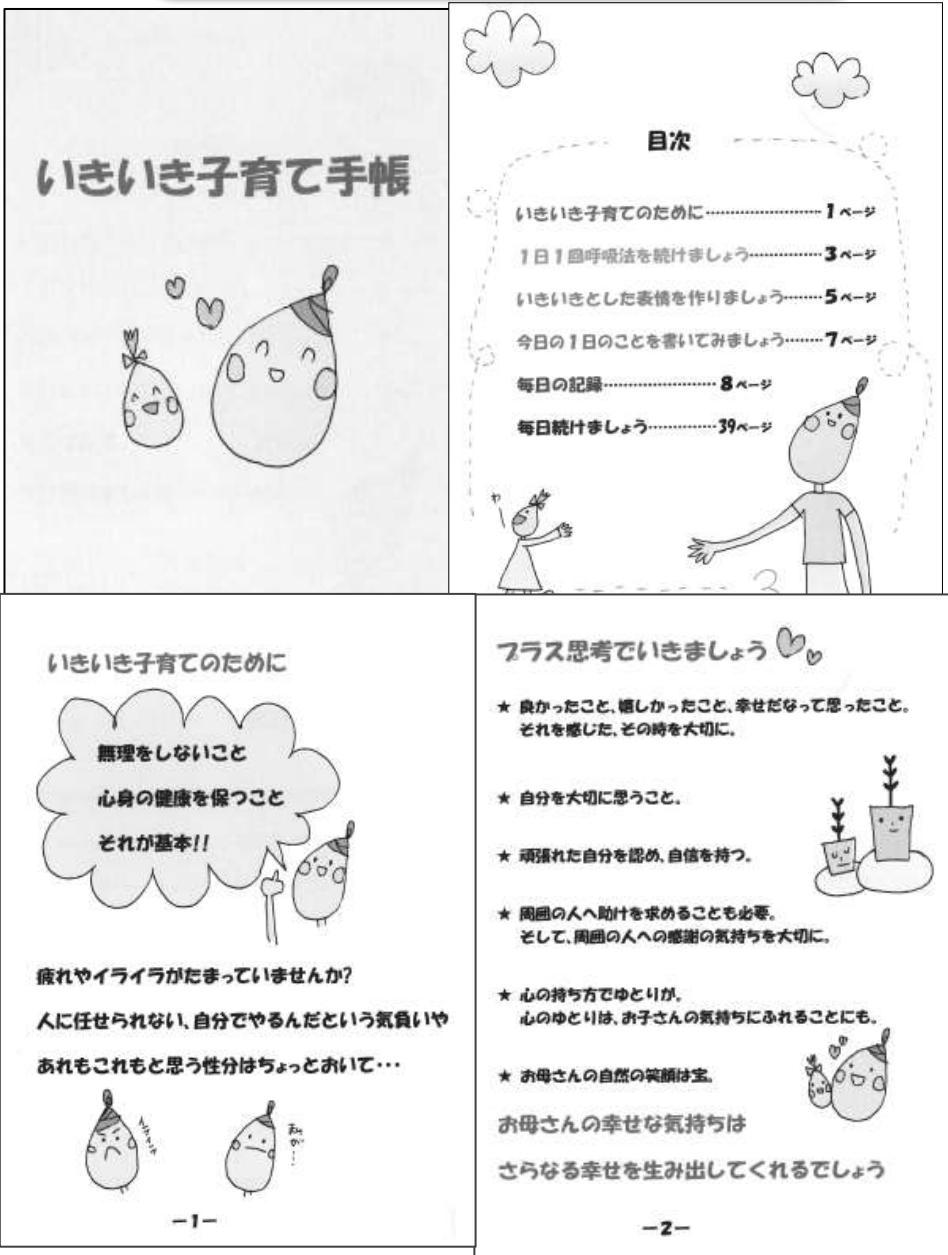 いきいき子育て手帳
目次
いきいき子育てのために……………………1ページ
1日1回呼吸法を続けましょう……………3ページ
いきいきとした表情を作りましょう………5ページ
今日の1日のことを書いてみましょう………7ページ
毎日の記録……………………8ページ
毎日続けましょう……………39ページ
わ
いきいき子育てのために
無理をしないこと
心身の健康を保つこと
それが基本!!
疲れやイライラがたまっていませんか?
人に任せられない、自分でやるんだという気負いや
あれもこれもと思う性分はちょっとおいて・・・
ー1ー
プラス思考でいきましょう
★ 良かったこと、嬉しかったこと、幸せだなって思ったこと。
それを感じた、その時を大切に。
★ 自分を大切に思うこと。
★ 頑張れた自分を認め、自信を持つ。
★ 周囲の人へ助けを求めることも必要。
そして、周囲の人への感謝の気持ちを大切に。
★ 心の持ち方でゆとりが。
心のゆとりは、お子さんの気持ちにふれることにも。
★ お母さんの自然の笑顔は宝。
お母さんの幸せな気持ちは
さらなる幸せを生み出してくれるでしょう
ー2ー